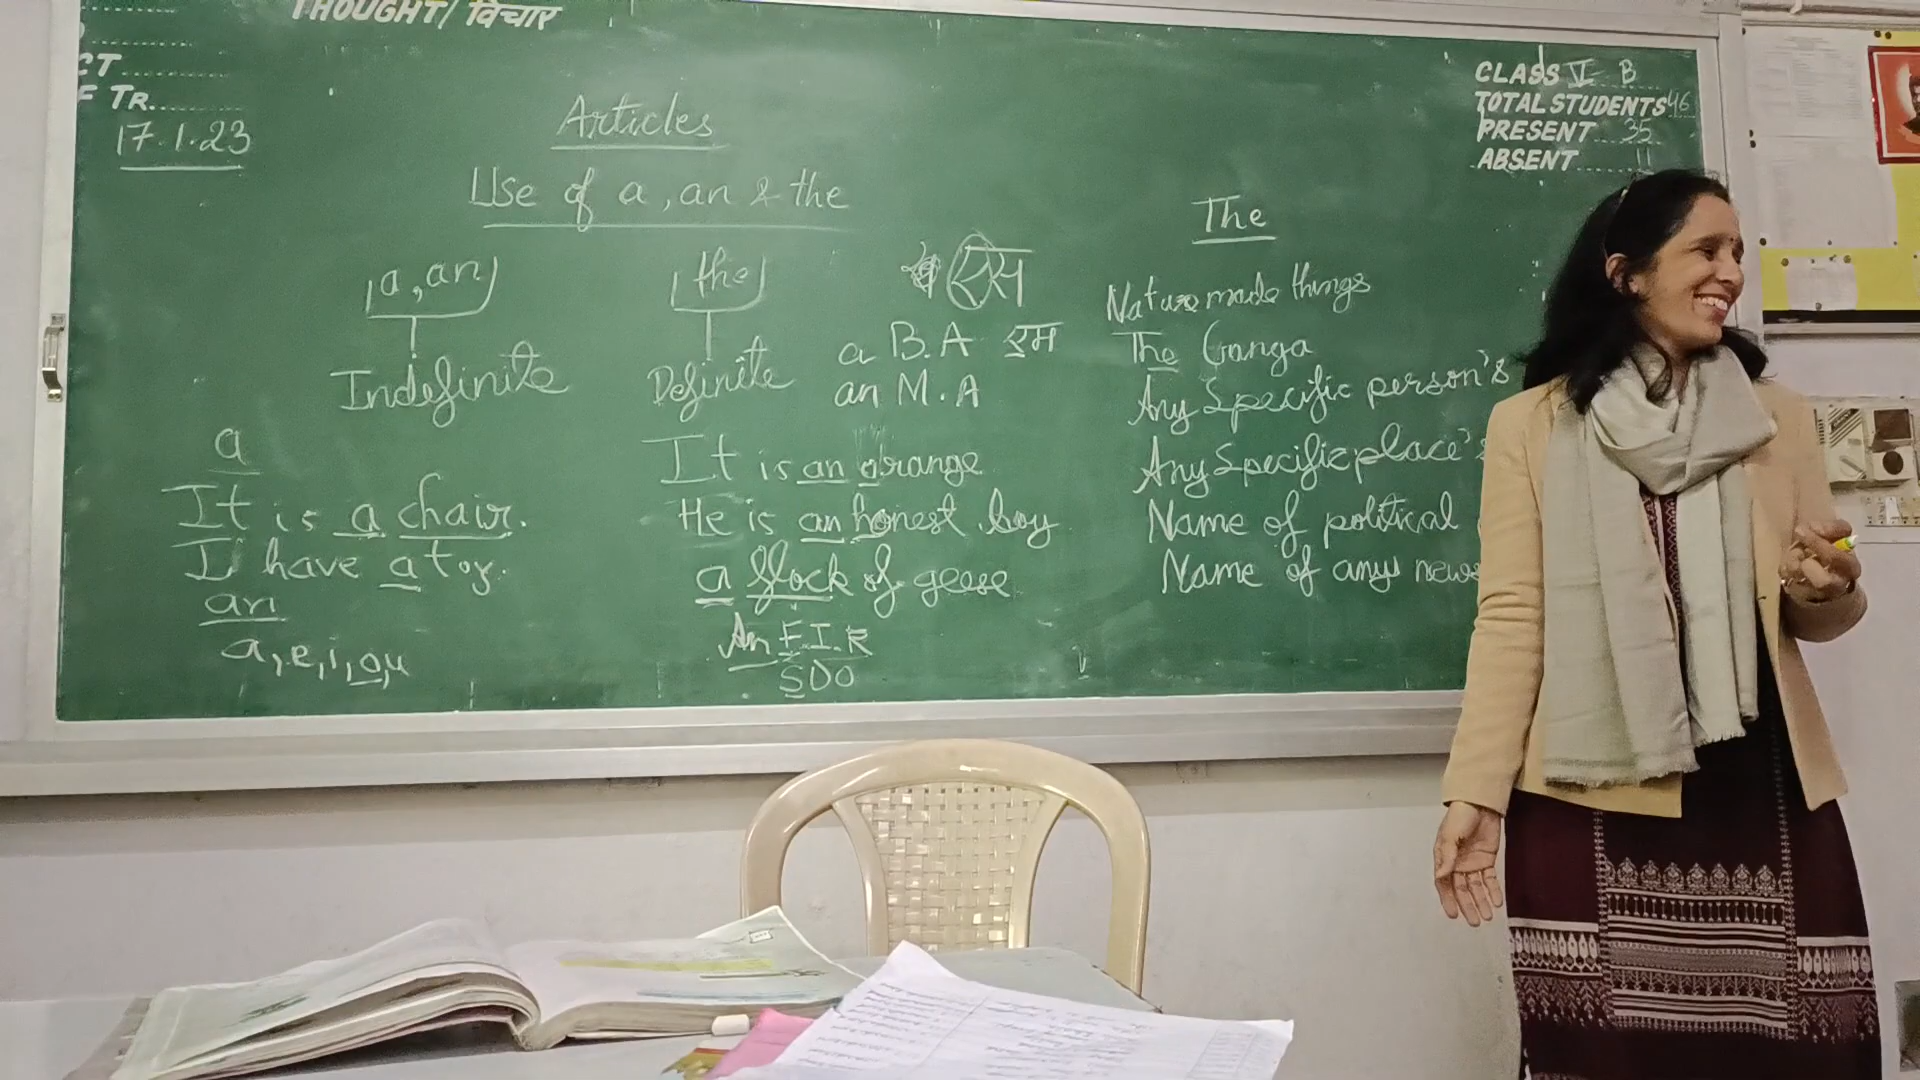 THOUGHT/ विचार
CT
F TR.
17.1.23
CLASS VI B
TOTAL STUDENTS 46
PRESENT 35
ABSENT 11
Articles
Use of a, an & the
a, an
Indefinite
the
Definite
a B.A एम
an M.A
a
It is a chair.
I have a toy.
an
a, e, i, o, u
It is an orange
He is an honest boy
a flock of geese
An F.I.R
SDO
The
Nature made things
The Ganga
Any Specific person's
Any Specific place's
Name of political
Name of any news